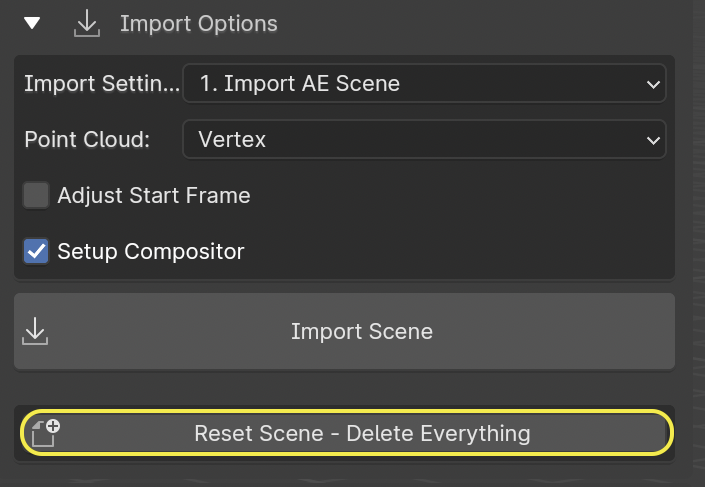 Import Options
Import Settin... 1. Import AE Scene
Point Cloud: Vertex
Adjust Start Frame
Setup Compositor
Import Scene
Reset Scene - Delete Everything